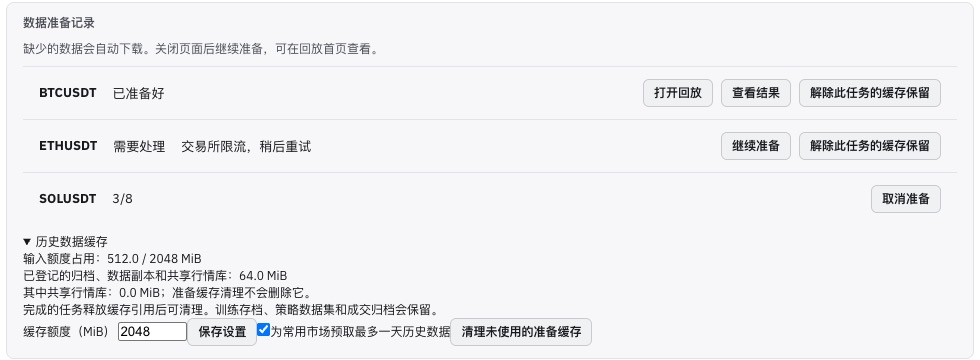 数据准备记录
缺少的数据会自动下载。关闭页面后继续准备，可在回放首页查看。
BTCUSDT 已准备好 打开回放 查看结果 解除此任务的缓存保留
ETHUSDT 需要处理 交易所限流，稍后重试 继续准备 解除此任务的缓存保留
SOLUSDT 3/8 取消准备
▼ 历史数据缓存
输入额度占用：512.0 / 2048 MiB
已登记的归档、数据副本和共享行情库：64.0 MiB
其中共享行情库：0.0 MiB；准备缓存清理不会删除它。
完成的任务释放缓存引用后可清理。训练存档、策略数据集和成交归档会保留。
缓存额度（MiB） 2048 保存设置 为常用市场预取最多一天历史数据 清理未使用的准备缓存